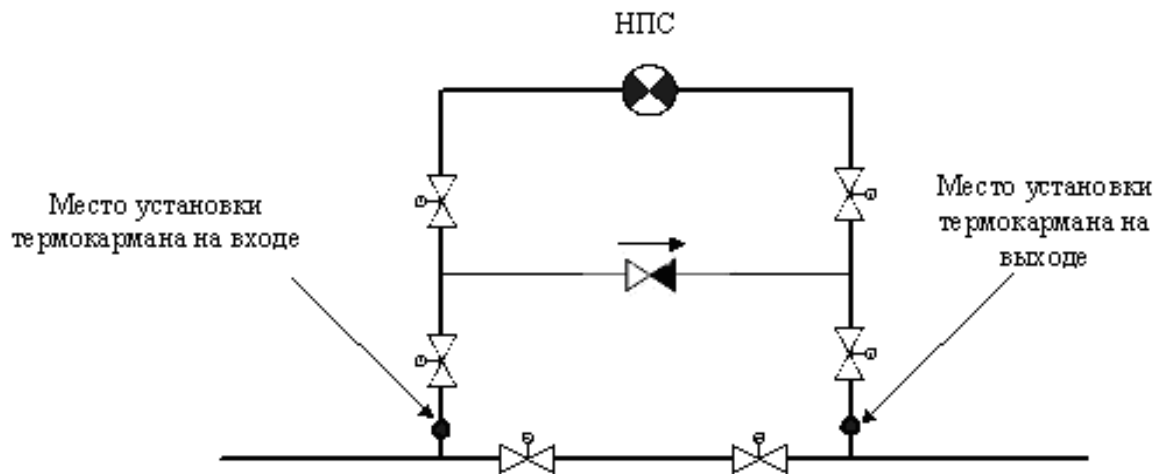 НПС
Место установки
термокармана на входе
Место установки
термокармана на
выходе